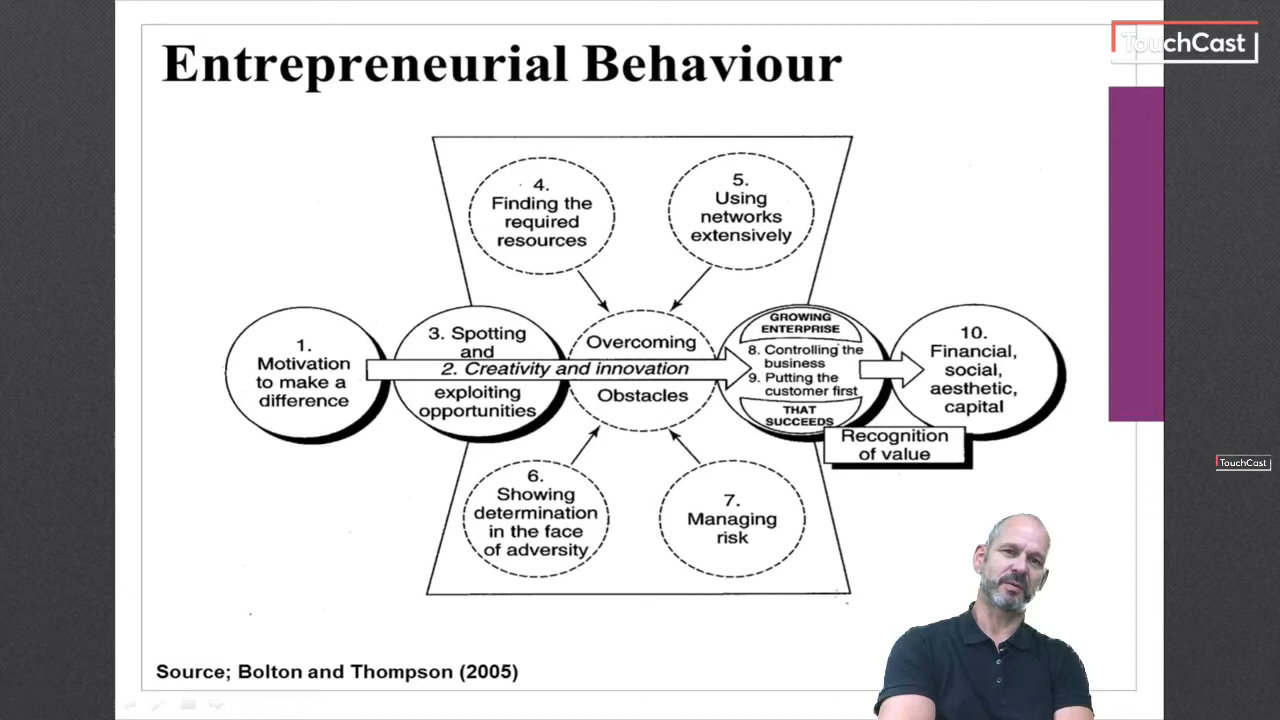 Entrepreneurial Behaviour
TouchCast
4.
Finding the
required
resources
5.
Using
networks
extensively
1.
Motivation
to make a
difference
3. Spotting
and
2. Creativity and innovation
exploiting
opportunities
Overcoming
Obstacles
GROWING
ENTERPRISE
8. Controlling the
business
9. Putting the
customer first
THAT
SUCCEEDS
10.
Financial,
social,
aesthetic,
capital
Recognition
of value
6.
Showing
determination
in the face
of adversity
7.
Managing
risk
TouchCast
Source; Bolton and Thompson (2005)